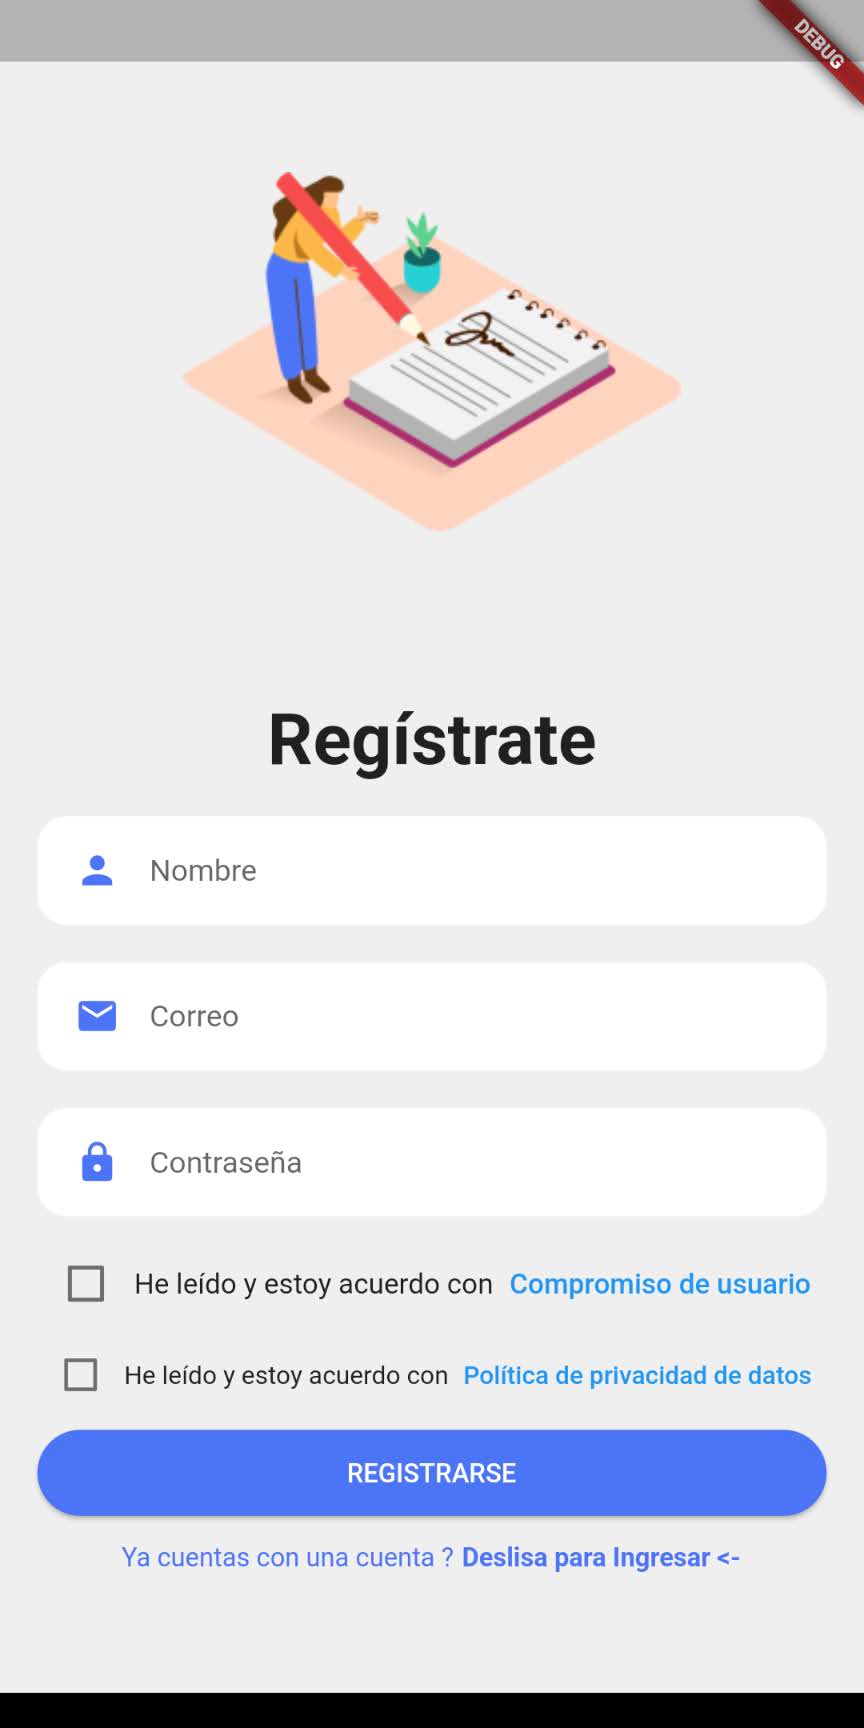 DEBUG
Regístrate
Nombre
Correo
Contraseña
He leído y estoy acuerdo con Compromiso de usuario
He leído y estoy acuerdo con Política de privacidad de datos
REGISTRARSE
Ya cuentas con una cuenta ? Deslisa para Ingresar <-